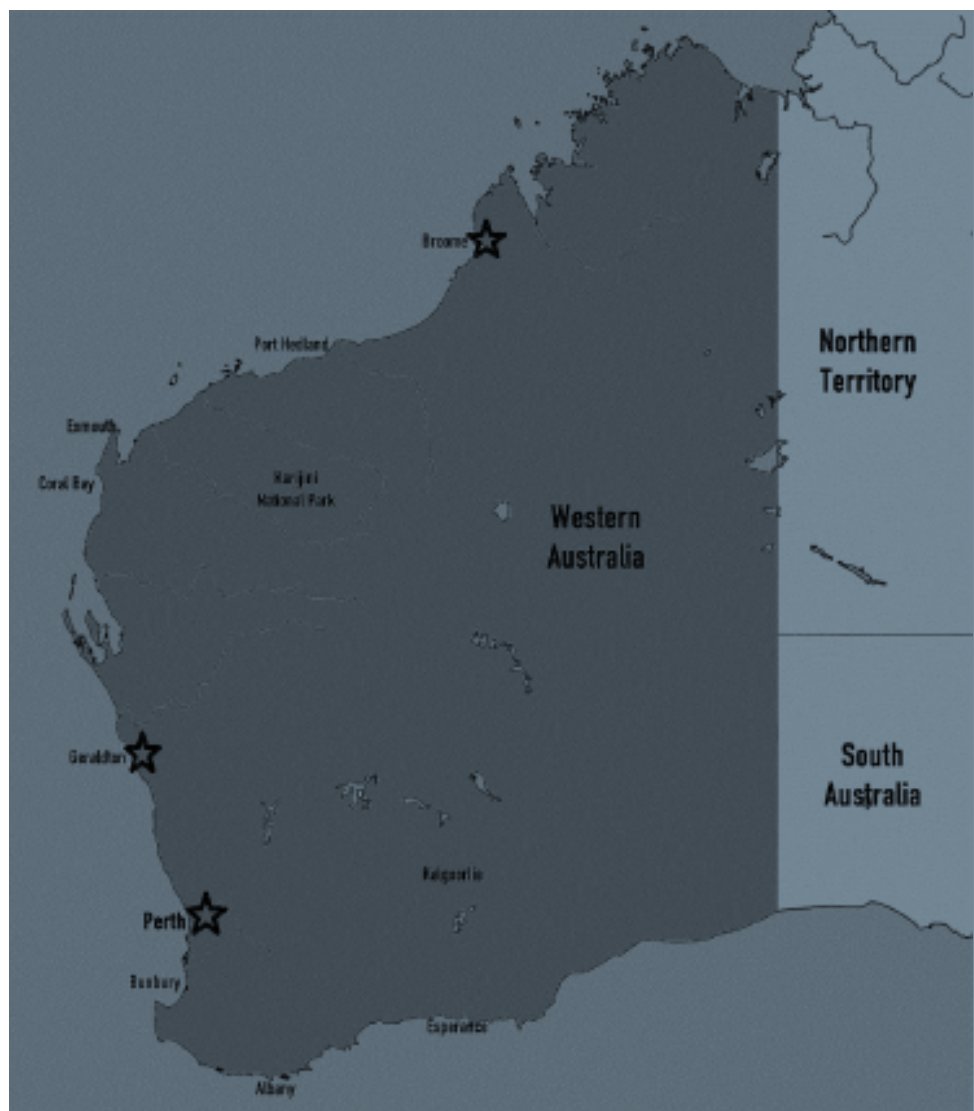 Broome
Port Hedland
Northern
Territory
Exmouth
Coral Bay
Karijini
National Park
Western
Australia
Geraldton
South
Australia
Kalgoorlie
Perth
Bunbury
Esperance
Albany